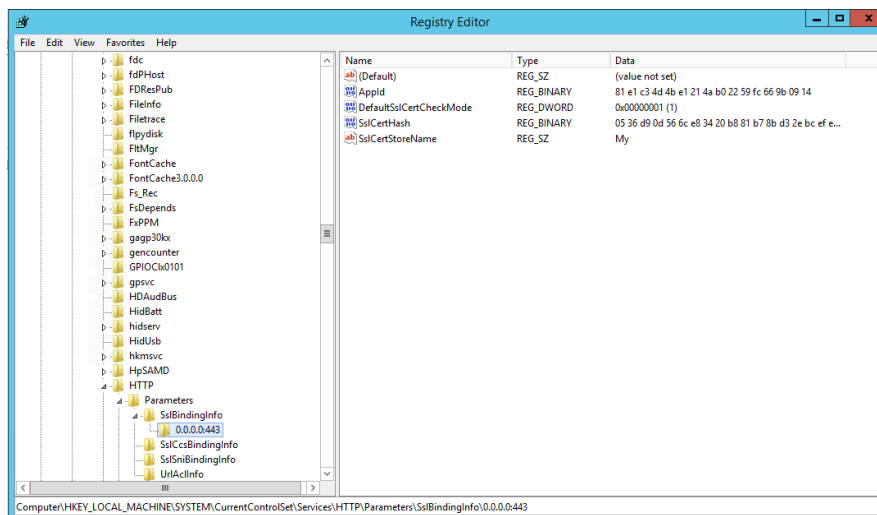 Registry Editor
File Edit View Favorites Help
fdc
fdPHost
FDResPub
FileInfo
Filetrace
flpydisk
FltMgr
FontCache
FontCache3.0.0.0
Fs_Rec
FsDepends
FxPPM
gagp30kx
gencounter
GPIOClx0101
gpsvc
HDAudBus
HidBatt
hidserv
HidUsb
hkmsvc
HpSAMD
HTTP
Parameters
SslBindingInfo
0.0.0.0:443
SslCcsBindingInfo
SslSniBindingInfo
UrlAclInfo
Name Type Data
(Default) REG_SZ (value not set)
AppId REG_BINARY 81 e1 c3 4d 4b e1 21 4a b0 22 59 fc 66 9b 09 14
DefaultSslCertCheckMode REG_DWORD 0x00000001 (1)
SslCertHash REG_BINARY 05 36 d9 0d 56 6c e8 34 20 b8 81 b7 8b d3 2e bc ef e...
SslCertStoreName REG_SZ My
Computer\HKEY_LOCAL_MACHINE\SYSTEM\CurrentControlSet\Services\HTTP\Parameters\SslBindingInfo\0.0.0.0:443